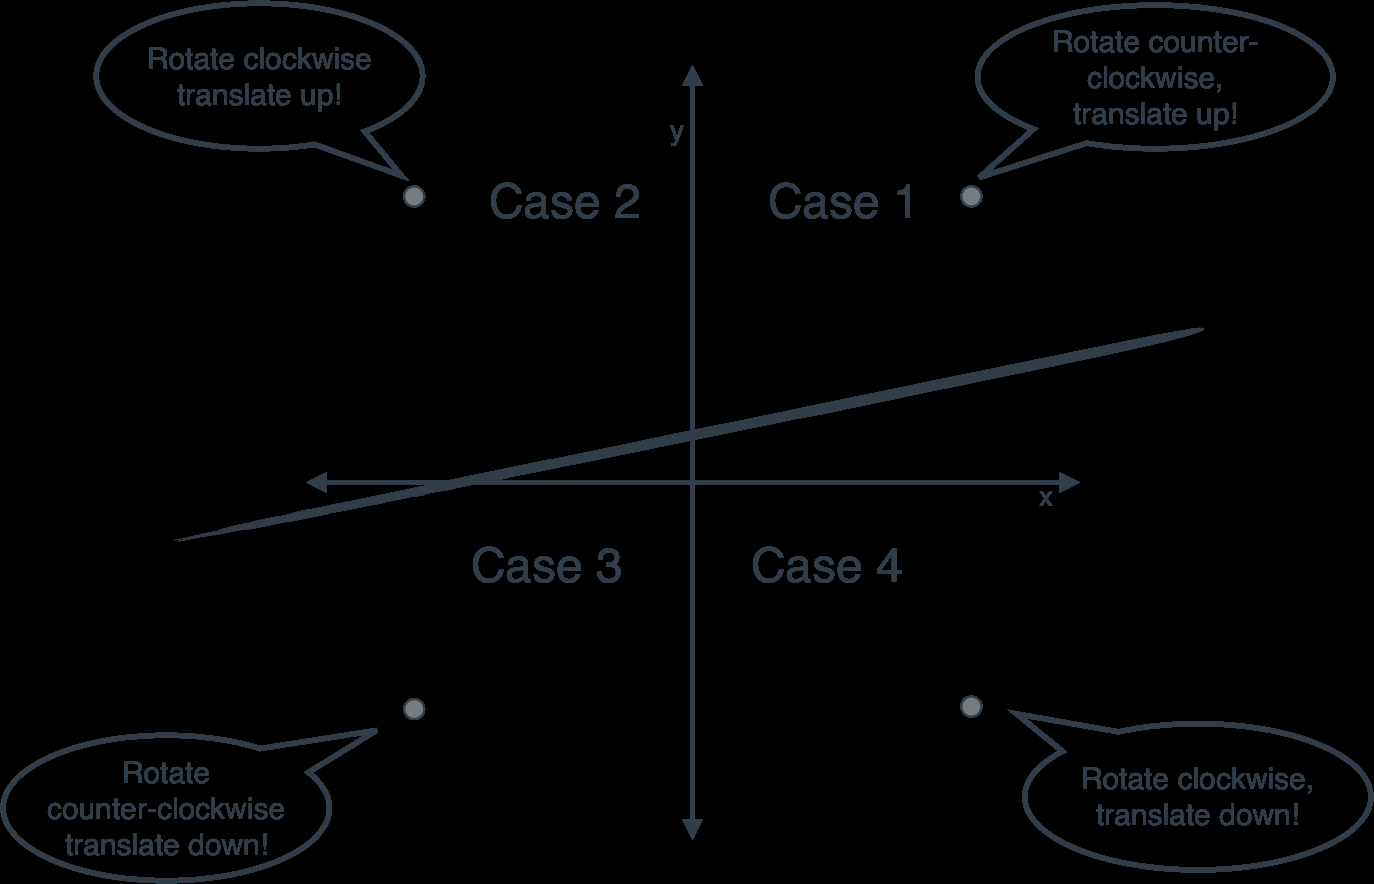 Rotate clockwise
translate up!
Rotate counter-
clockwise,
translate up!
y
Case 2
Case 1
x
Case 3
Case 4
Rotate
counter-clockwise
translate down!
Rotate clockwise,
translate down!